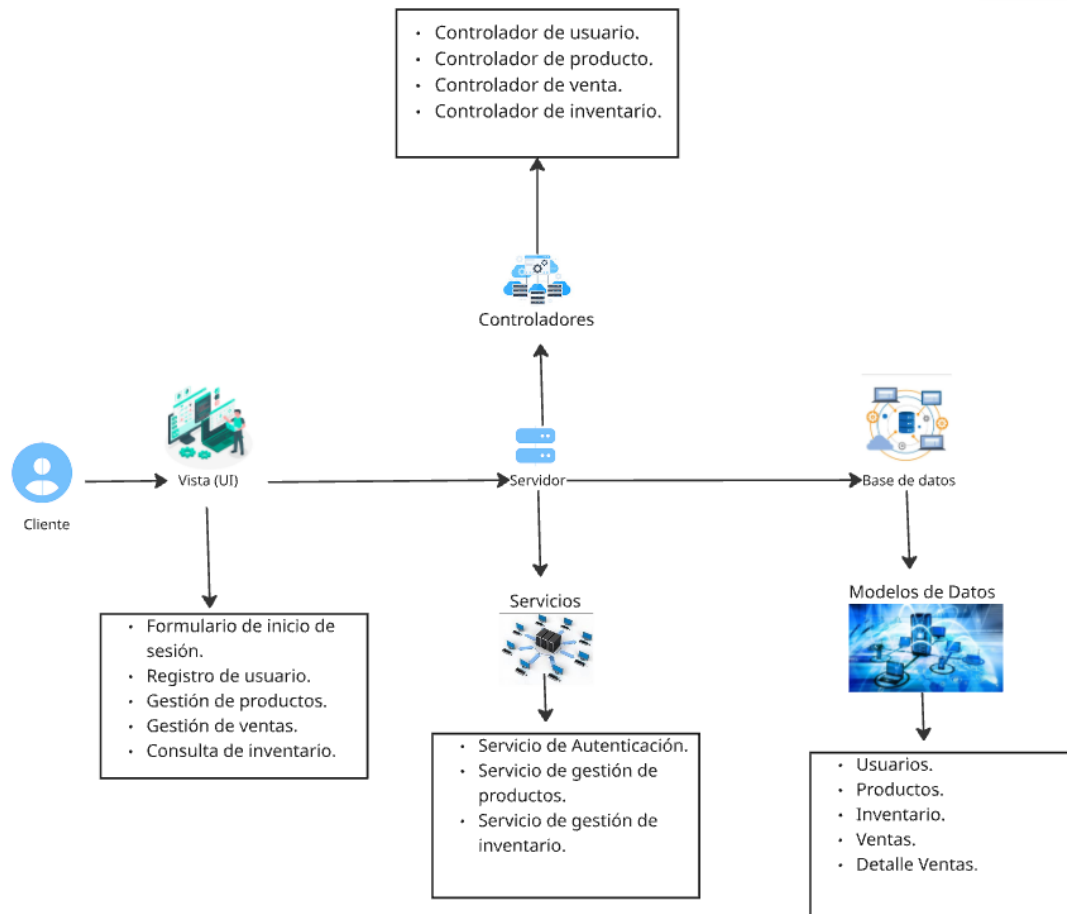 • Controlador de usuario.
• Controlador de producto.
• Controlador de venta.
• Controlador de inventario.
Controladores
Cliente
Vista (UI)
Servidor
Base de datos
• Formulario de inicio de
sesión.
• Registro de usuario.
• Gestión de productos.
• Gestión de ventas.
• Consulta de inventario.
Servicios
• Servicio de Autenticación.
• Servicio de gestión de
productos.
• Servicio de gestión de
inventario.
Modelos de Datos
• Usuarios.
• Productos.
• Inventario.
• Ventas.
• Detalle Ventas.